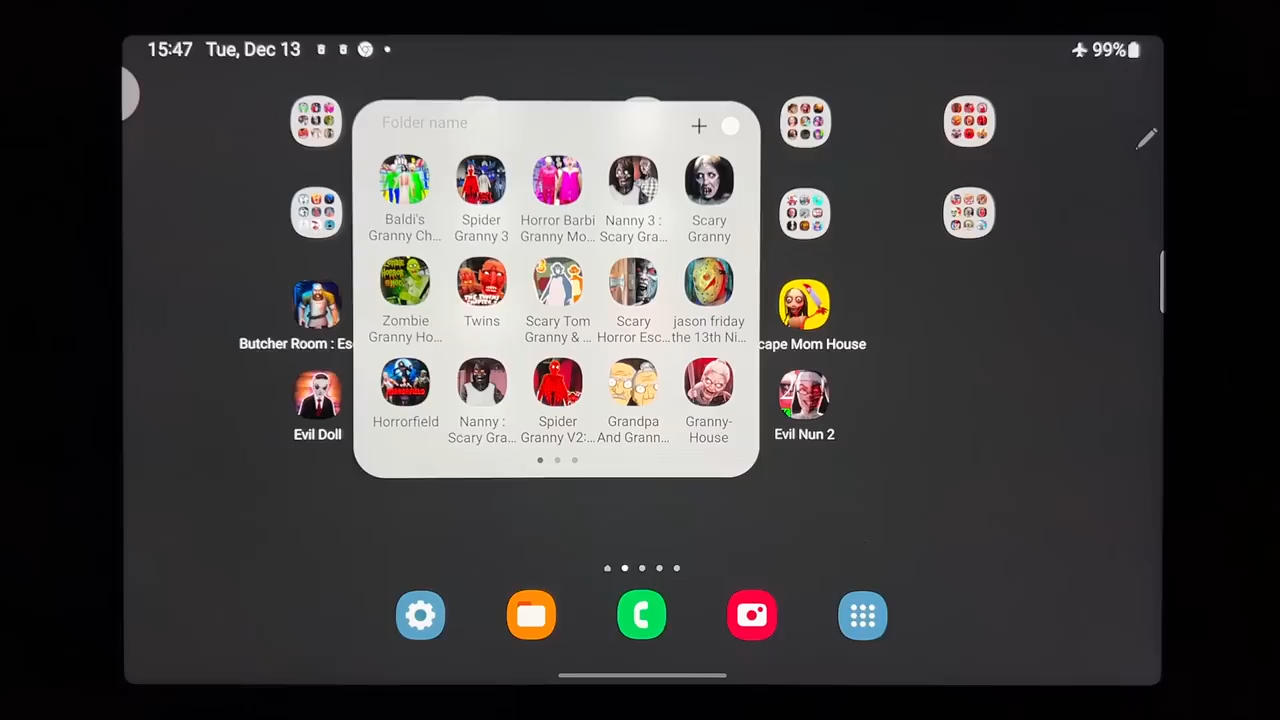 15:47 Tue, Dec 13
99%
Folder name
Baldi's
Granny Ch...
Spider
Granny 3
Horror Barbi
Granny Mo...
Nanny 3 :
Scary Gra...
Scary
Granny
Zombie
Granny Ho...
Twins
Scary Tom
Granny & ...
Scary
Horror Esc...
jason friday
the 13th Ni...
Horrorfield
Nanny :
Scary Gra...
Spider
Granny V2:...
Grandpa
And Grann...
Granny-
House
Butcher Room : Es
cape Mom House
Evil Doll
Evil Nun 2